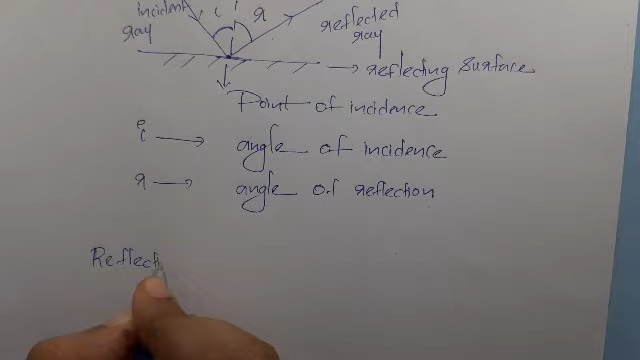 incident i r reflected
ray ray
reflecting surface
Point of incidence
i → angle of incidence
r → angle of reflection
Reflect